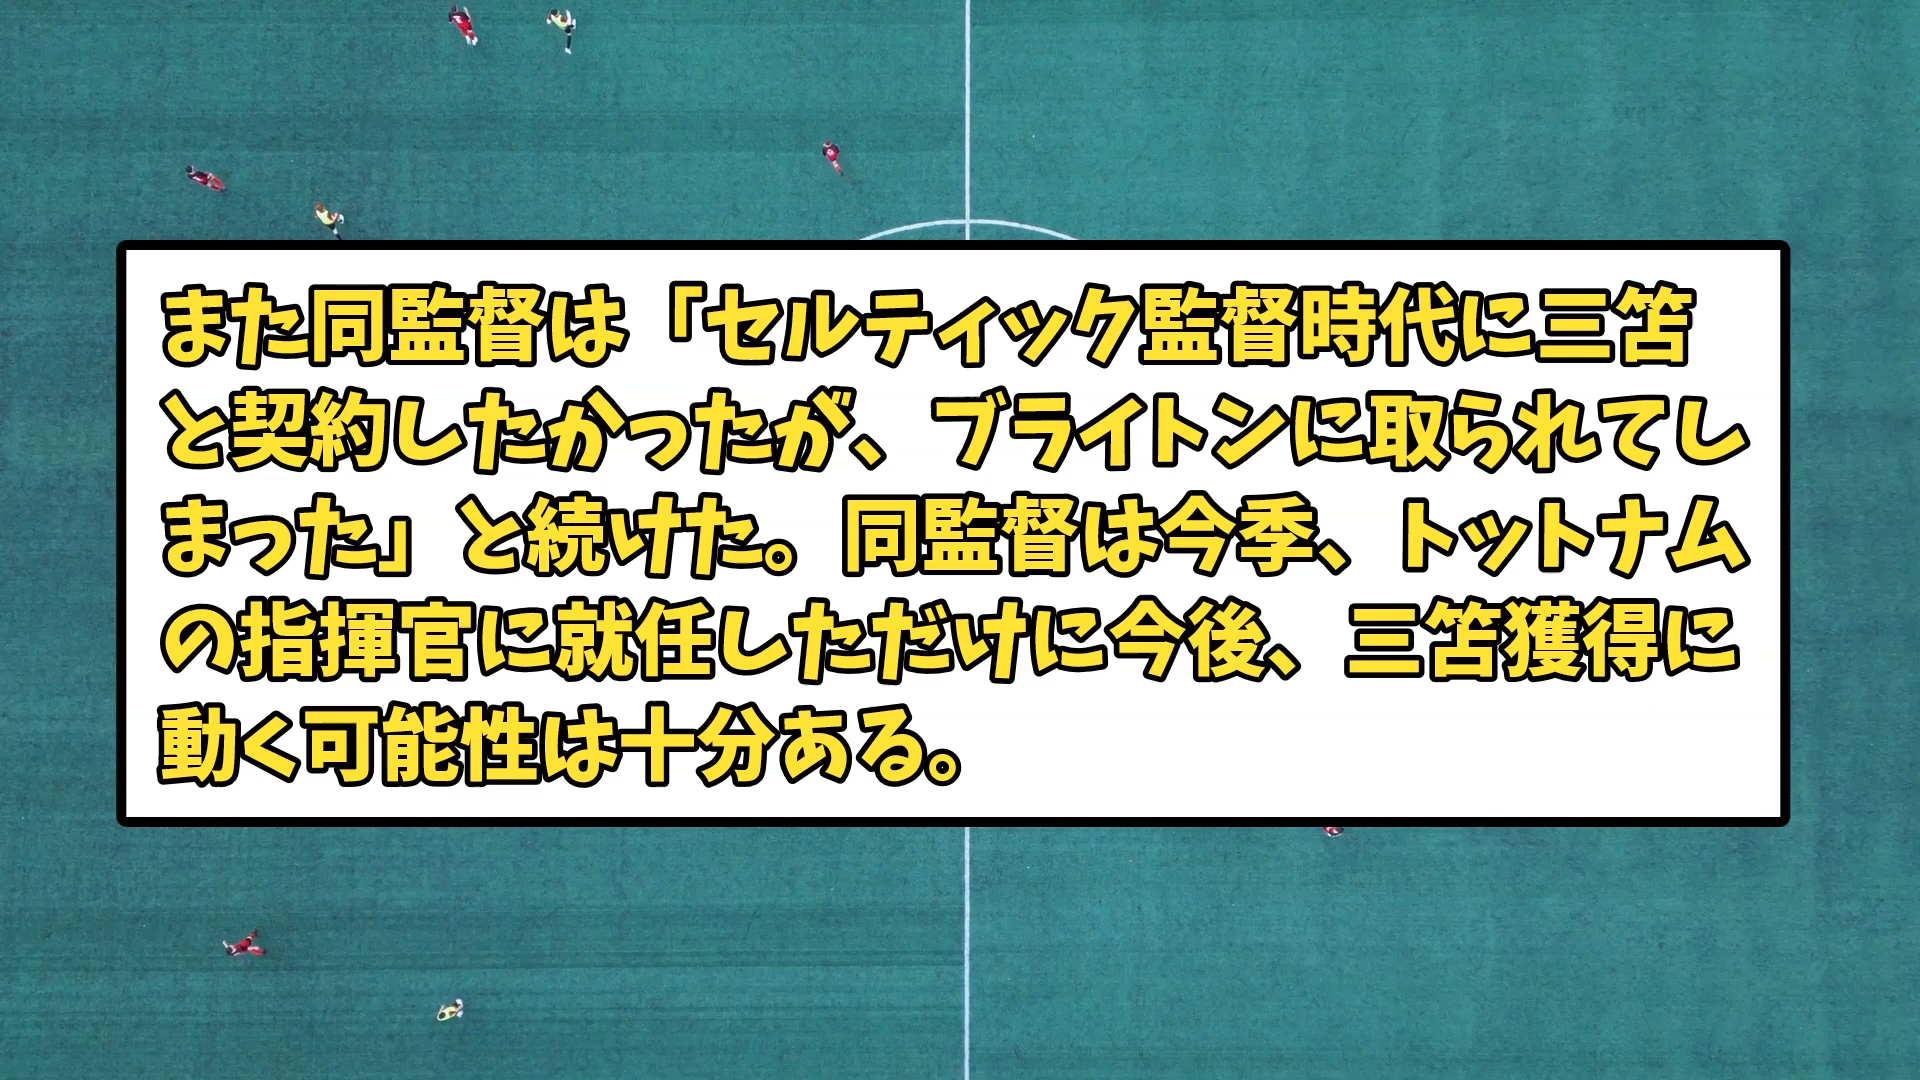 また同監督は「セルティック監督時代に三笘
と契約したかったが、ブライトンに取られてし
まった」と続けた。同監督は今季、トットナム
の指揮官に就任しただけに今後、三笘獲得に
動く可能性は十分ある。